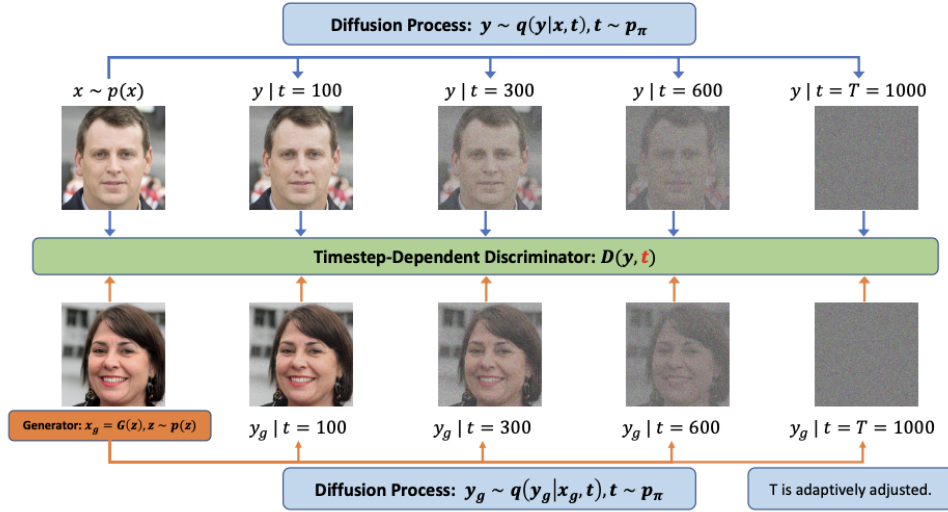 Diffusion Process: y ~ q(y|x, t), t ~ p_π
x ~ p(x)
y | t = 100
y | t = 300
y | t = 600
y | t = T = 1000
Timestep-Dependent Discriminator: D(y, t)
Generator: x_g = G(z), z ~ p(z)
y_g | t = 100
y_g | t = 300
y_g | t = 600
y_g | t = T = 1000
Diffusion Process: y_g ~ q(y_g|x_g, t), t ~ p_π
T is adaptively adjusted.